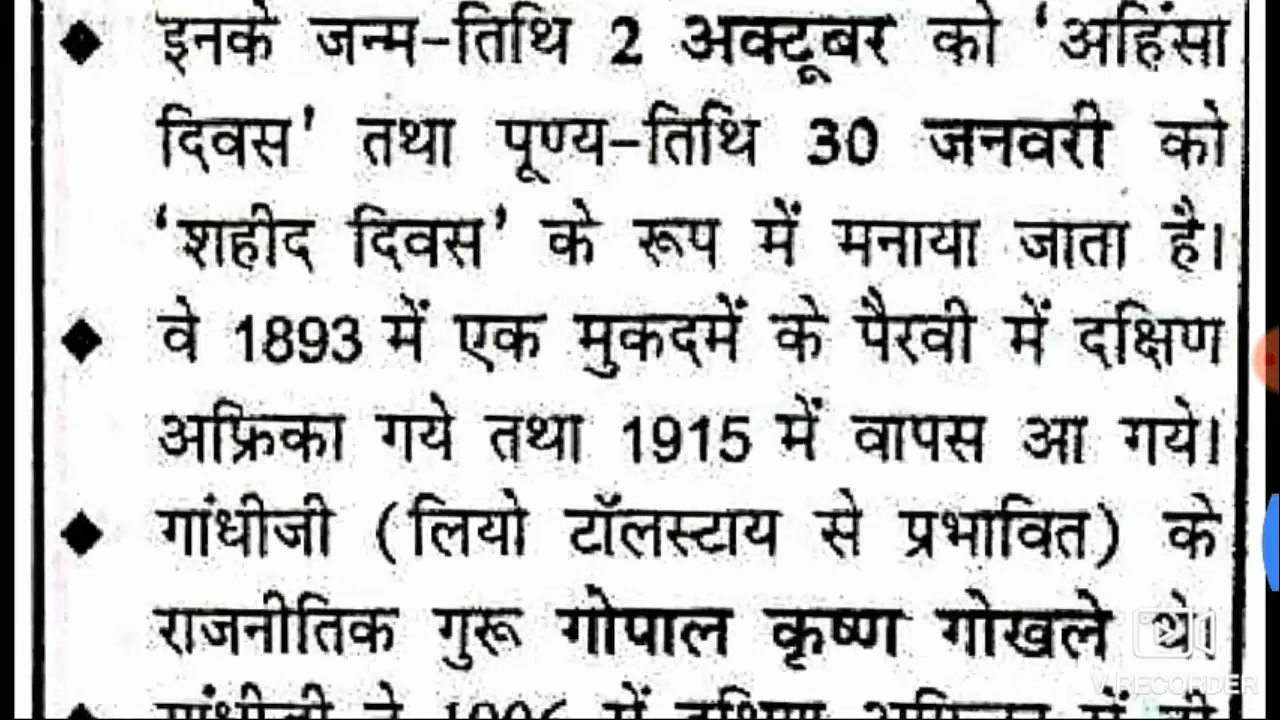 ◆ इनके जन्म-तिथि 2 अक्टूबर को 'अहिंसा
दिवस' तथा पूण्य-तिथि 30 जनवरी को
'शहीद दिवस' के रूप में मनाया जाता है।
◆ वे 1893 में एक मुकदमें के पैरवी में दक्षिण
अफ्रिका गये तथा 1915 में वापस आ गये।
◆ गांधीजी (लियो टॉलस्टाय से प्रभावित) के
राजनीतिक गुरू गोपाल कृष्ण गोखले थे।
V RECORDER